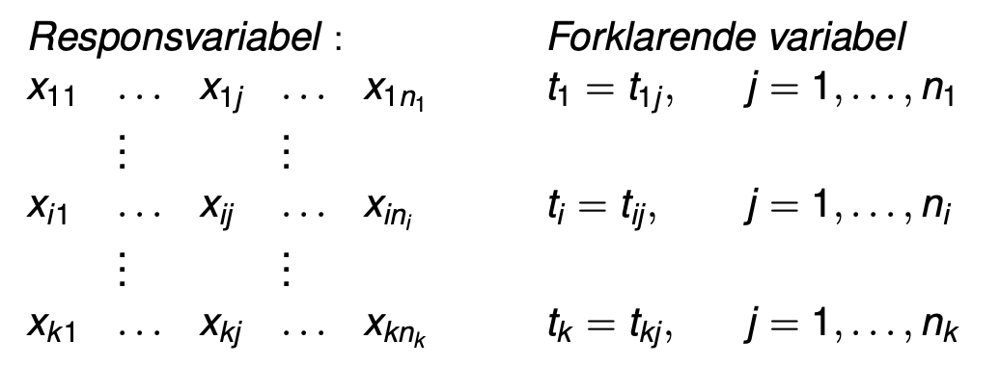 Responsvariabel : Forklarende variabel
x₁₁ … x₁ⱼ … x₁ₙ₁ t₁ = t₁ⱼ, j = 1, …, n₁
⋮ ⋮
xᵢ₁ … xᵢⱼ … xᵢₙᵢ tᵢ = tᵢⱼ, j = 1, …, nᵢ
⋮ ⋮
xₖ₁ … xₖⱼ … xₖₙₖ tₖ = tₖⱼ, j = 1, …, nₖ